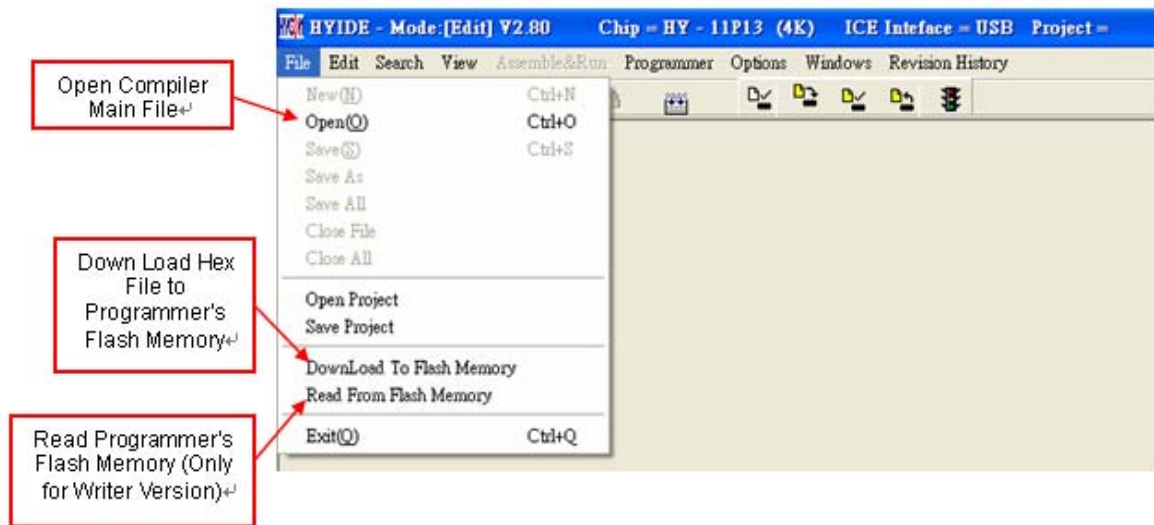 HYIDE - Mode:[Edit] V2.80 Chip = HY - 11P13 (4K) ICE Inteface = USB Project =
File Edit Search View Assemble&Run Programmer Options Windows Revision History
Open Compiler
Main File↵
New(N) Ctrl+N
Open(O) Ctrl+O
Save(S) Ctrl+S
Save As
Save All
Close File
Close All
Down Load Hex
File to
Programmer's
Flash Memory↵
Open Project
Save Project
DownLoad To Flash Memory
Read From Flash Memory
Read Programmer's
Flash Memory (Only
for Writer Version)↵
Exit(Q) Ctrl+Q